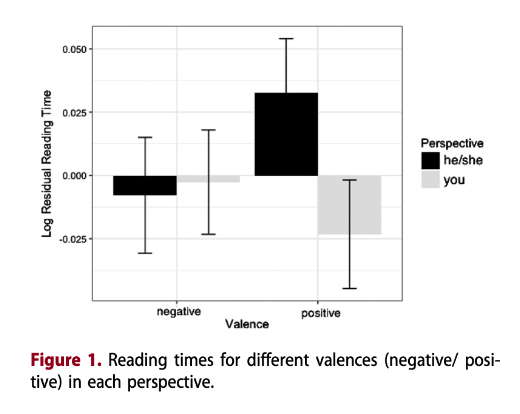 0.050
0.025
0.000
-0.025
Log Residual Reading Time
negative
positive
Valence
Perspective
he/she
you
Figure 1. Reading times for different valences (negative/ posi-
tive) in each perspective.